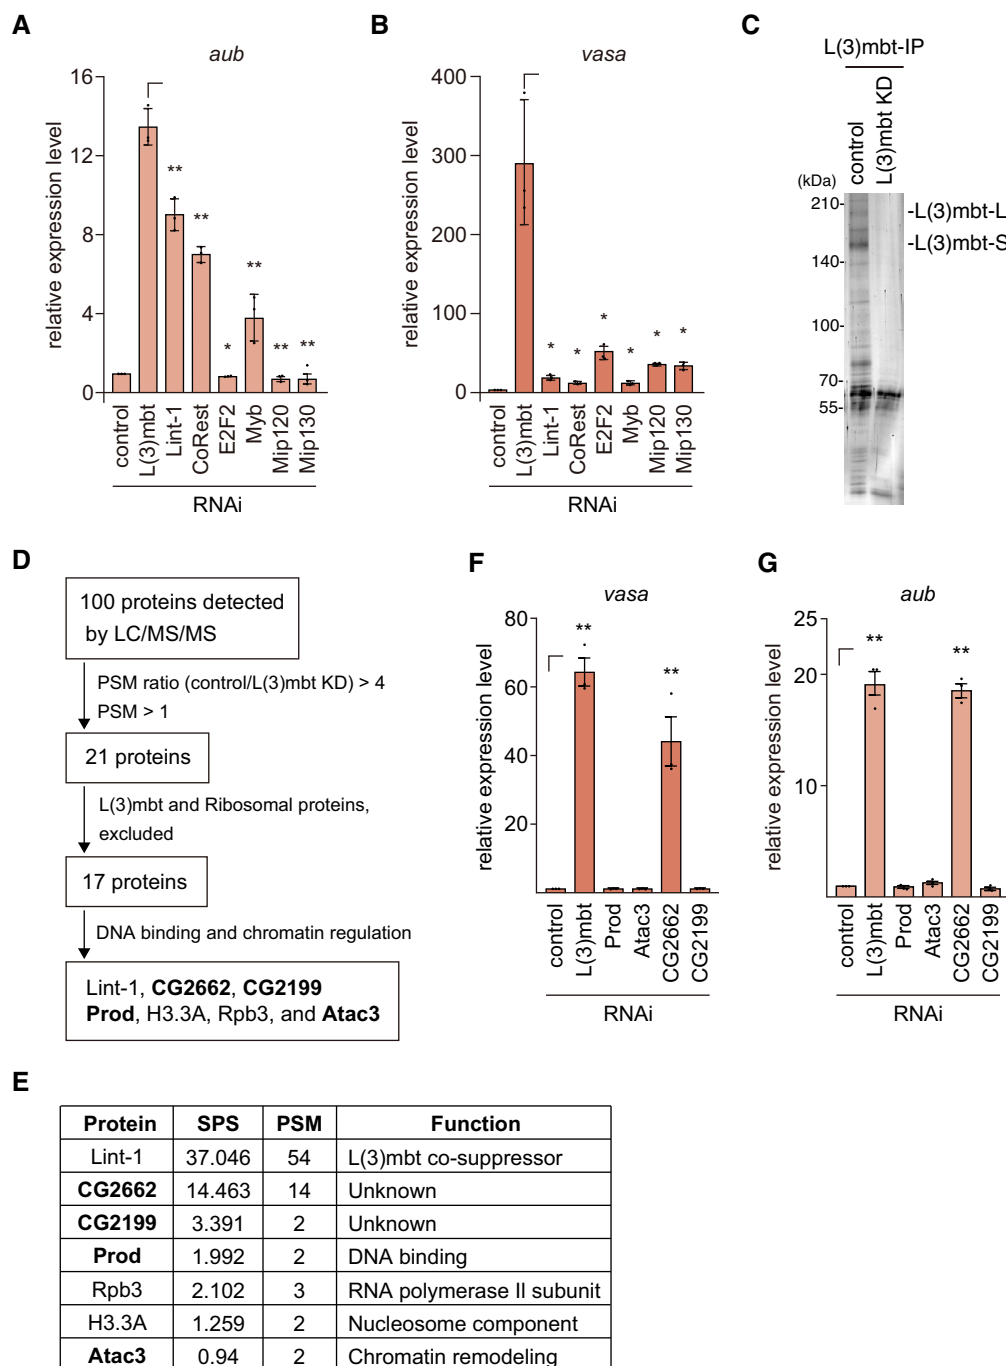 A
aub
relative expression level
16
12
8
4
0
**
**
*
**
**
**
control
L(3)mbt
Lint-1
CoRest
E2F2
Myb
Mip120
Mip130
RNAi
B
vasa
relative expression level
400
300
200
100
0
*
*
*
*
*
*
control
L(3)mbt
Lint-1
CoRest
E2F2
Myb
Mip120
Mip130
RNAi
C
L(3)mbt-IP
control
L(3)mbt KD
(kDa)
210-
140-
100-
70-
55-
-L(3)mbt-L
-L(3)mbt-S
D
100 proteins detected
by LC/MS/MS
PSM ratio (control/L(3)mbt KD) > 4
PSM > 1
21 proteins
L(3)mbt and Ribosomal proteins,
excluded
17 proteins
DNA binding and chromatin regulation
Lint-1, CG2662, CG2199
Prod, H3.3A, Rpb3, and Atac3
F
vasa
relative expression level
80
60
40
20
**
**
control
L(3)mbt
Prod
Atac3
CG2662
CG2199
RNAi
G
aub
relative expression level
25
20
10
**
**
control
L(3)mbt
Prod
Atac3
CG2662
CG2199
RNAi
E
Protein SPS PSM Function
Lint-1 37.046 54 L(3)mbt co-suppressor
CG2662 14.463 14 Unknown
CG2199 3.391 2 Unknown
Prod 1.992 2 DNA binding
Rpb3 2.102 3 RNA polymerase II subunit
H3.3A 1.259 2 Nucleosome component
Atac3 0.94 2 Chromatin remodeling